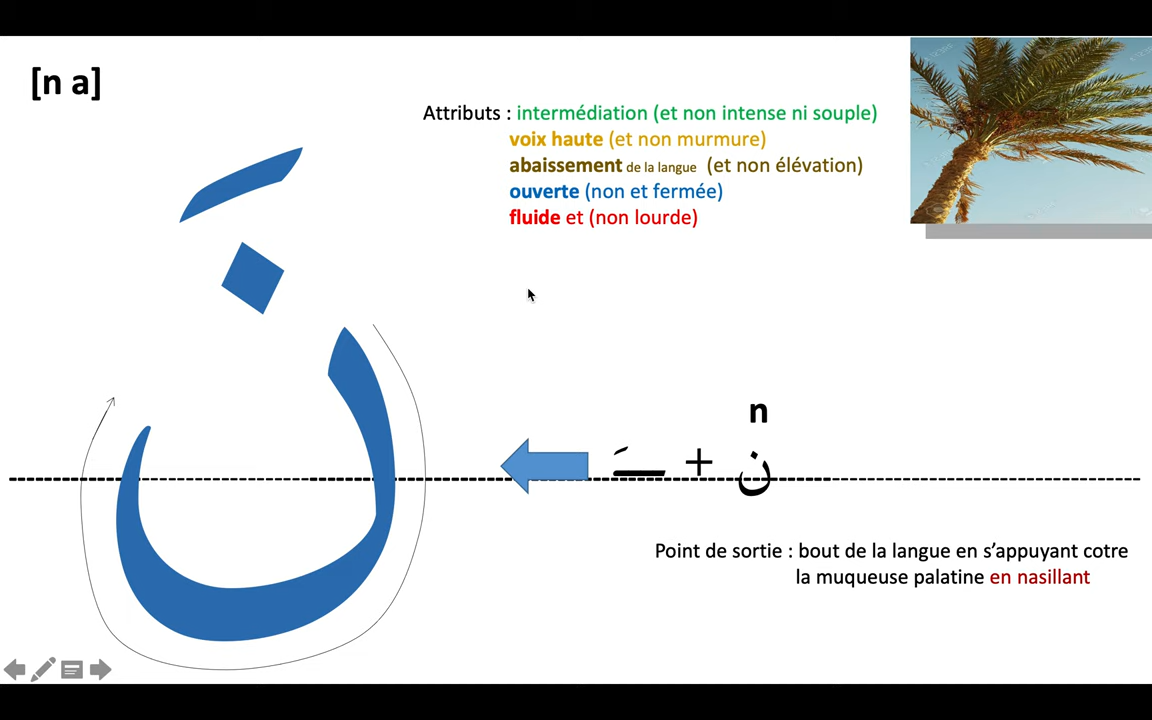 [n a]
Attributs : intermédiation (et non intense ni souple)
voix haute (et non murmure)
abaissement de la langue (et non élévation)
ouverte (non et fermée)
fluide et (non lourde)
نَ
n
ن + ـَ
Point de sortie : bout de la langue en s’appuyant cotre
la muqueuse palatine en nasillant